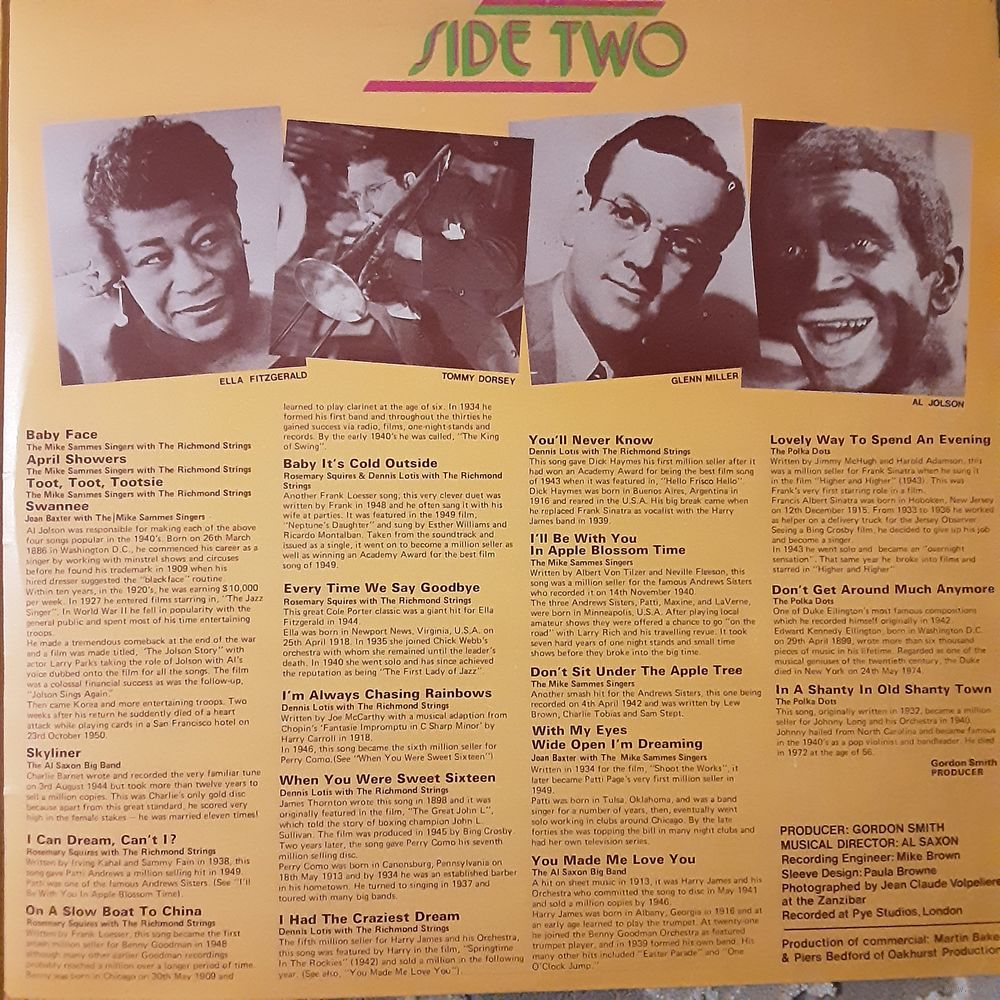 SIDE TWO
ELLA FITZGERALD
TOMMY DORSEY
GLENN MILLER
AL JOLSON
Baby Face
The Mike Sammes Singers with The Richmond Strings
April Showers
The Mike Sammes Singers with The Richmond Strings
Toot, Toot, Tootsie
The Mike Sammes Singers with The Richmond Strings
Swannee
Joan Baxter with The Mike Sammes Singers
Al Jolson was responsible for making each of the above
four songs popular in the 1940's. Born on 26th March
1886 in Washington D.C., he commenced his career as a
singer by working with minstrel shows and circuses
before he found his trademark in 1909 when his
hired dresser suggested the "blackface" routine.
Within ten years, in the 1920's, he was earning $10,000
per week. In 1927 he entered films starring in, "The Jazz
Singer". In World War II he fell in popularity with the
general public and spent most of his time entertaining
troops.
He made a tremendous comeback at the end of the war
and a film was made titled, "The Jolson Story" with
actor Larry Parks taking the role of Jolson with Al's
voice dubbed onto the film for all the songs. The film
was a colossal financial success as was the follow-up,
"Jolson Sings Again."
Then came Korea and more entertaining troops. Two
weeks after his return he suddenly died of a heart
attack while playing cards in a San Francisco hotel on
23rd October 1950.
Skyliner
The Al Saxon Big Band
Charlie Barnet wrote and recorded the very familiar tune
on 3rd August 1944 but took more than twelve years to
sell a million copies. This was Charlie's only gold disc
because apart from this great standard, he scored very
high in the female stakes – he was married eleven times!
I Can Dream, Can't I?
Rosemary Squires with The Richmond Strings
Written by Irving Kahal and Sammy Fain in 1938, this
song gave Patti Andrews a million selling hit in 1949.
Patti was one of the famous Andrews Sisters. (See "I'll
Be With You In Apple Blossom Time)
On A Slow Boat To China
Rosemary Squires with The Richmond Strings
Written by Frank Loesser, this song became the first
million seller for Benny Goodman in 1948
although many other earlier Goodman recordings
probably reached a million over a longer period of time.
Benny was born in Chicago on 30th May 1909 and
learned to play clarinet at the age of six. In 1934 he
formed his first band and throughout the thirties he
gained success via radio, films, one-night-stands and
records. By the early 1940's he was called, "The King
of Swing".
Baby It's Cold Outside
Rosemary Squires & Dennis Lotis with The Richmond
Strings
Another Frank Loesser song, this very clever duet was
written by Frank in 1948 and he often sang it with his
wife at parties. It was featured in the 1949 film,
"Neptune's Daughter" and sung by Esther Williams and
Ricardo Montalban. Taken from the soundtrack and
issued as a single, it went on to become a million seller as
well as winning an Academy Award for the best film
song of 1949.
Every Time We Say Goodbye
Rosemary Squires with The Richmond Strings
This great Cole Porter classic was a giant hit for Ella
Fitzgerald in 1944.
Ella was born in Newport News, Virginia, U.S.A. on
25th April 1918. In 1935 she joined Chick Webb's
orchestra with whom she remained until the leader's
death. In 1940 she went solo and has since achieved
the reputation as being "The First Lady of Jazz"
I'm Always Chasing Rainbows
Dennis Lotis with The Richmond Strings
Written by Joe McCarthy with a musical adaption from
Chopin's 'Fantasie Impromptu in C Sharp Minor' by
Harry Carroll in 1918.
In 1946, this song became the sixth million seller for
Perry Como.(See "When You Were Sweet Sixteen")
When You Were Sweet Sixteen
Dennis Lotis with The Richmond Strings
James Thornton wrote this song in 1898 and it was
originally featured in the film, "The Great John L",
which told the story of boxing champion John L.
Sullivan. The film was produced in 1945 by Bing Crosby.
Two years later, the song gave Perry Como his seventh
million selling disc.
Perry Como was born in Canonsburg, Pennsylvania on
18th May 1913 and by 1934 he was an established barber
in his hometown. He turned to singing in 1937 and
toured with many big bands.
I Had The Craziest Dream
Dennis Lotis with The Richmond Strings
The fifth million seller for Harry James and his Orchestra,
this song was featured by Harry in the film, "Springtime
In The Rockies" (1942) and sold a million in the following
year. (See also, "You Made Me Love You").
You'll Never Know
Dennis Lotis with The Richmond Strings
This song gave Dick Haymes his first million seller after it
had won an Academy Award for being the best film song
of 1943 when it was featured in, "Hello Frisco Hello".
Dick Haymes was born in Buenos Aires, Argentina in
1916 and reared in the U.S.A. His big break came when
he replaced Frank Sinatra as vocalist with the Harry
James band in 1939.
I'll Be With You
In Apple Blossom Time
The Mike Sammes Singers
Written by Albert Von Tilzer and Neville Fleeson, this
song was a million seller for the famous Andrews Sisters
who recorded it on 14th November 1940.
The three Andrews Sisters, Patti, Maxine, and LaVerne,
were born in Minneapolis, U.S.A. After playing local
amateur shows they were offered a chance to go "on the
road" with Larry Rich and his travelling revue. It took
seven hard years of one night stands and small time
shows before they broke into the big time.
Don't Sit Under The Apple Tree
The Mike Sammes Singers
Another smash hit for the Andrews Sisters, this one being
recorded on 4th April 1942 and was written by Lew
Brown, Charlie Tobias and Sam Stept.
With My Eyes
Wide Open I'm Dreaming
Joan Baxter with The Mike Sammes Singers
Written in 1934 for the film, "Shoot the Works", it
later became Patti Page's very first million seller in
1949.
Patti was born in Tulsa, Oklahoma, and was a band
singer for a number of years, then, eventually went
solo working in clubs around Chicago. By the late
forties she was topping the bill in many night clubs and
had her own television series.
You Made Me Love You
The Al Saxon Big Band
A hit on sheet music in 1913, it was Harry James and his
Orchestra who committed the song to disc in May 1941
and sold a million copies by 1946.
Harry James was born in Albany, Georgia in 1916 and at
an early age learned to play the trumpet. At twenty-one
he joined the Benny Goodman Orchestra as featured
trumpet player, and in 1939 formed his own band. His
many other hits included "Easter Parade" and "One
O'Clock Jump."
Lovely Way To Spend An Evening
The Polka Dots
Written by Jimmy McHugh and Harold Adamson, this
was a million seller for Frank Sinatra when he sung it
in the film "Higher and Higher" (1943). This was
Frank's very first starring role in a film.
Francis Albert Sinatra was born in Hoboken, New Jersey
on 12th December 1915. From 1933 to 1936 he worked
as helper on a delivery truck for the Jersey Observer.
Seeing a Bing Crosby film, he decided to give up his job
and become a singer.
In 1943 he went solo and became an "overnight
sensation". That same year he broke into films and
starred in "Higher and Higher"
Don't Get Around Much Anymore
The Polka Dots
One of Duke Ellington's most famous compositions
which he recorded himself originally in 1942.
Edward Kennedy Ellington, born in Washington D.C.
on 29th April 1899, wrote more than six thousand
pieces of music in his lifetime. Regarded as one of the
musical geniuses of the twentieth century, the Duke
died in New York on 24th May 1974.
In A Shanty In Old Shanty Town
The Polka Dots
This song, originally written in 1932, became a million
seller for Johnny Long and his Orchestra in 1940.
Johnny hailed from North Carolina and became famous
in the 1940's as a pop violinist and bandleader. He died
in 1972 at the age of 56.
Gordon Smith
PRODUCER
PRODUCER: GORDON SMITH
MUSICAL DIRECTOR: AL SAXON
Recording Engineer: Mike Brown
Sleeve Design: Paula Browne
Photographed by Jean Claude Volpeliere
at the Zanzibar
Recorded at Pye Studios, London
Production of commercial: Martin Bake
& Piers Bedford of Oakhurst Production